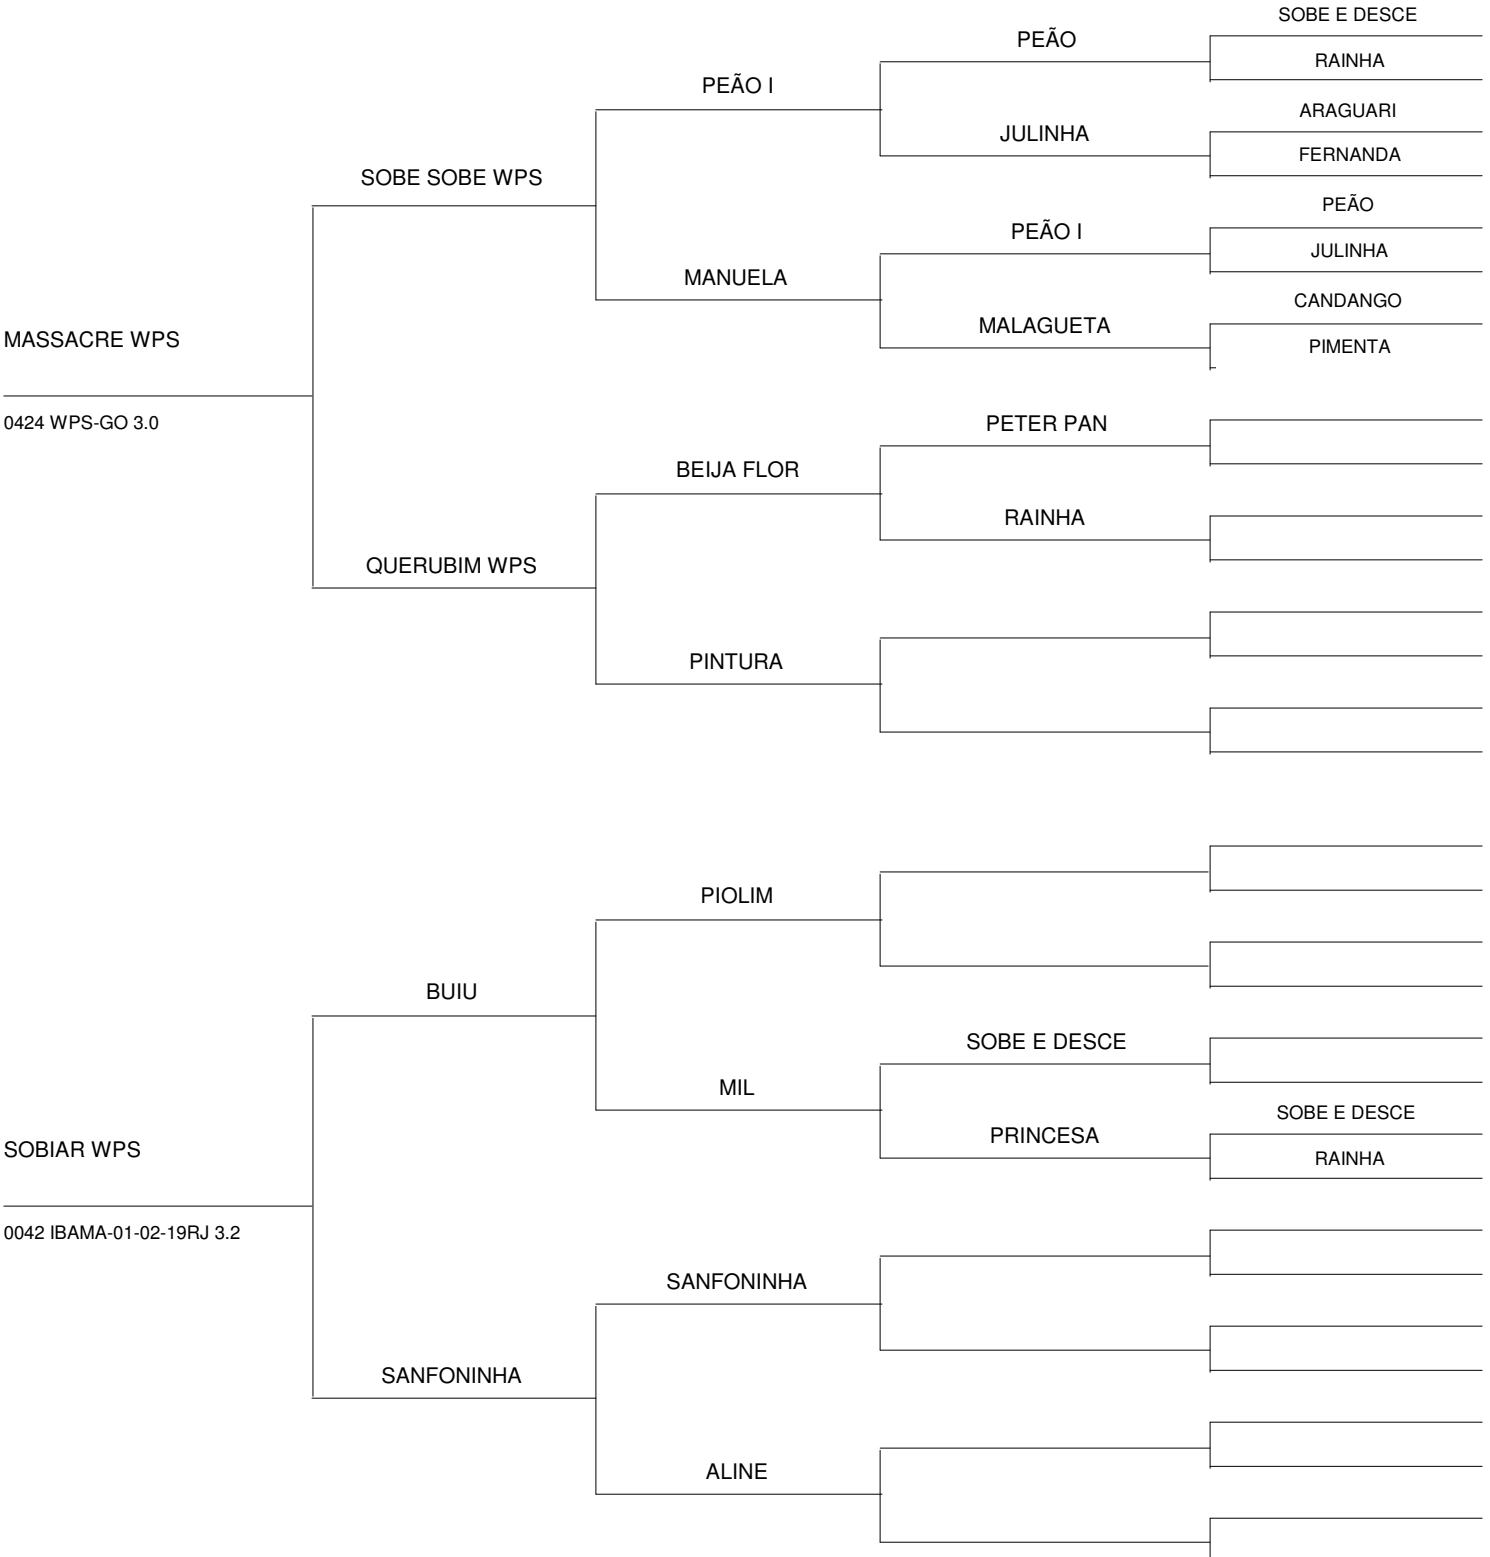 SOBE E DESCE
PEÃO
RAINHA
PEÃO I
ARAGUARI
JULINHA
FERNANDA
SOBE SOBE WPS
PEÃO
PEÃO I
JULINHA
MANUELA
CANDANGO
MALAGUETA
MASSACRE WPS
PIMENTA
0424 WPS-GO 3.0
PETER PAN
BEIJA FLOR
RAINHA
QUERUBIM WPS
PINTURA
PIOLIM
BUIU
SOBE E DESCE
MIL
SOBE E DESCE
PRINCESA
SOBIAR WPS
RAINHA
0042 IBAMA-01-02-19RJ 3.2
SANFONINHA
SANFONINHA
ALINE